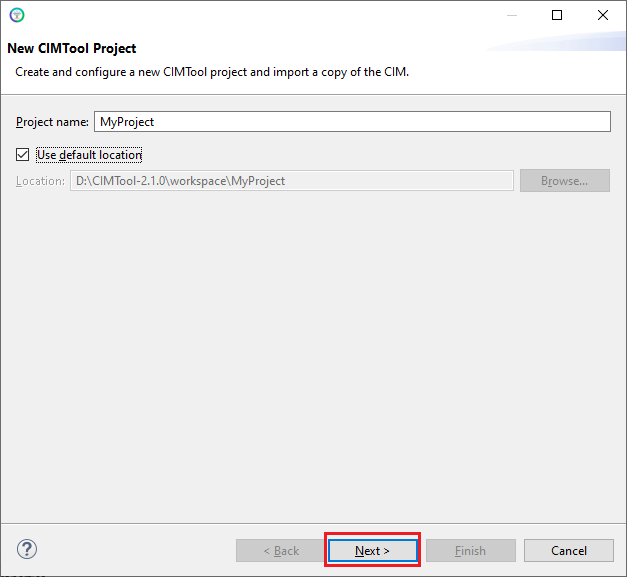 New CIMTool Project
Create and configure a new CIMTool project and import a copy of the CIM.
Project name: MyProject
Use default location
Location: D:\CIMTool-2.1.0\workspace\MyProject Browse...
? < Back Next > Finish Cancel